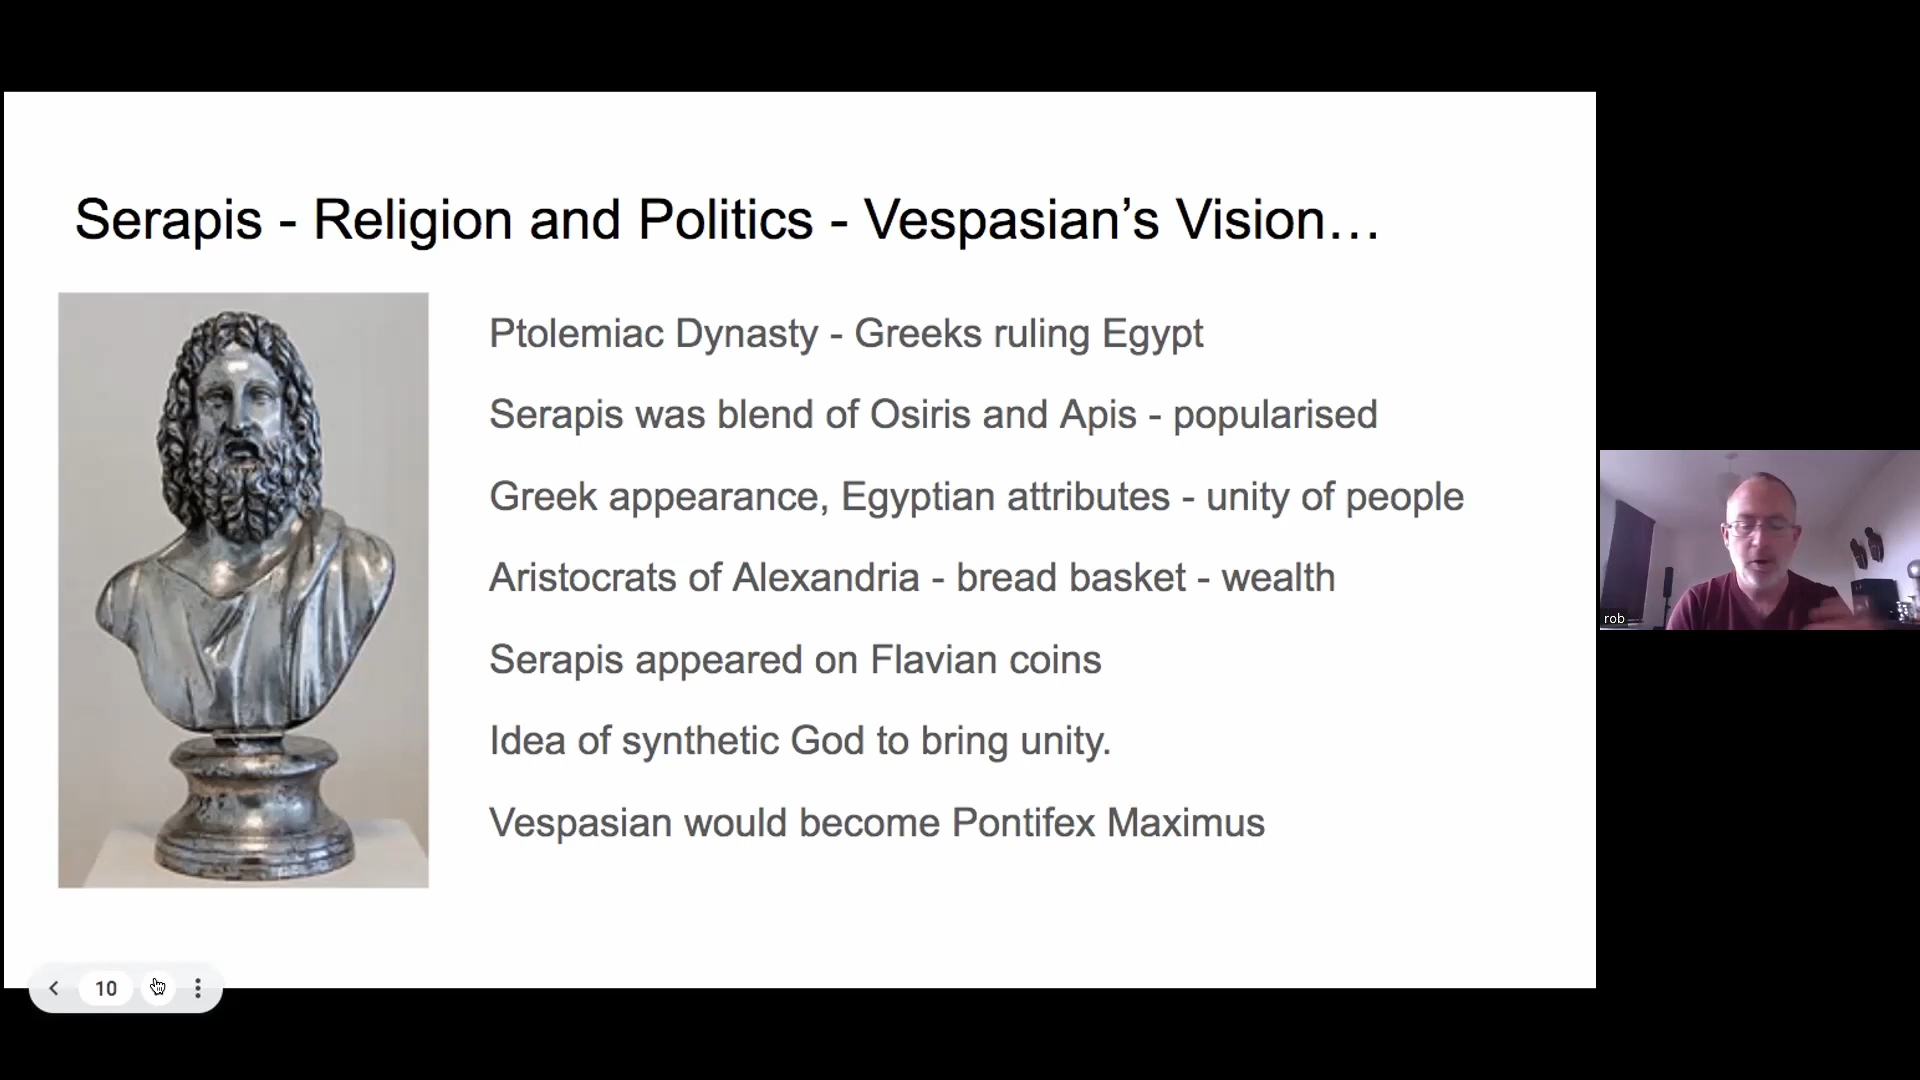 Serapis - Religion and Politics - Vespasian’s Vision…
Ptolemiac Dynasty - Greeks ruling Egypt
Serapis was blend of Osiris and Apis - popularised
Greek appearance, Egyptian attributes - unity of people
Aristocrats of Alexandria - bread basket - wealth
Serapis appeared on Flavian coins
Idea of synthetic God to bring unity.
Vespasian would become Pontifex Maximus
rob
10